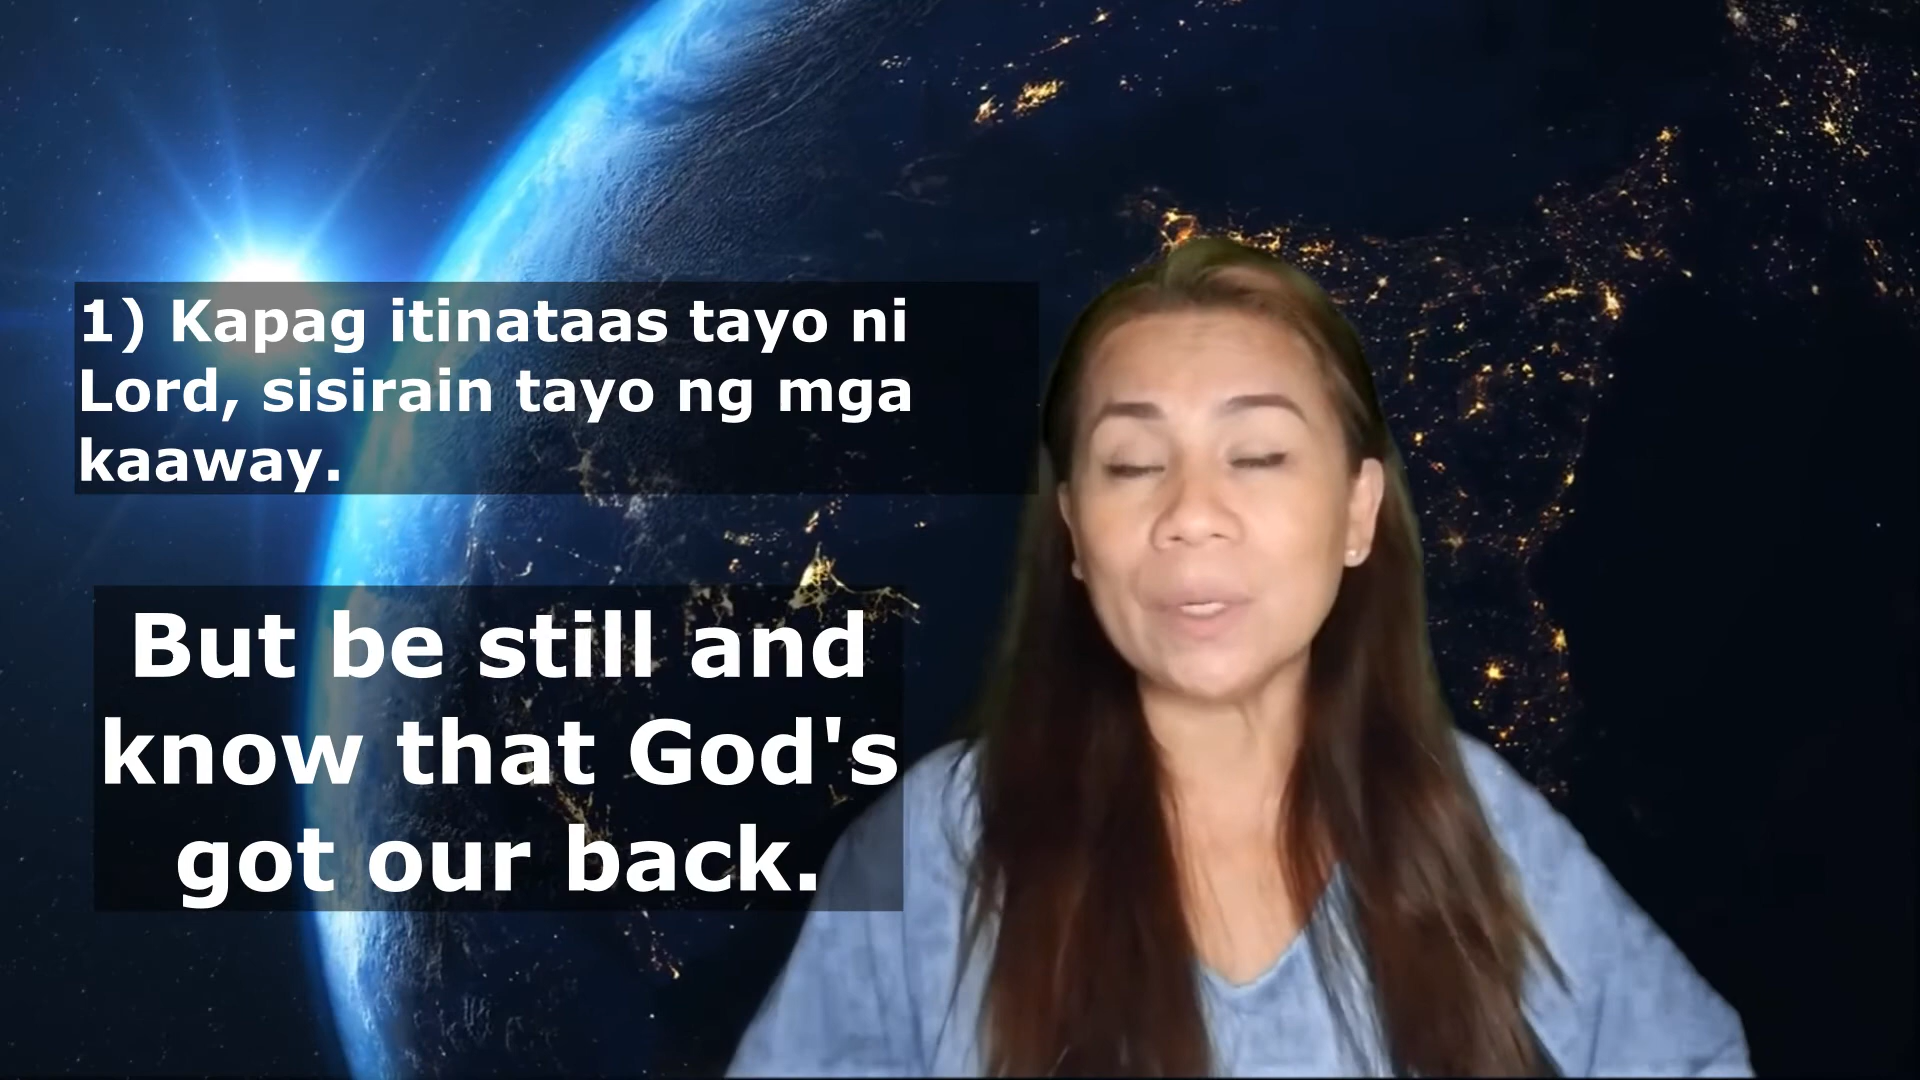 1) Kapag itinataas tayo ni
Lord, sisirain tayo ng mga
kaaway.
But be still and
know that God's
got our back.